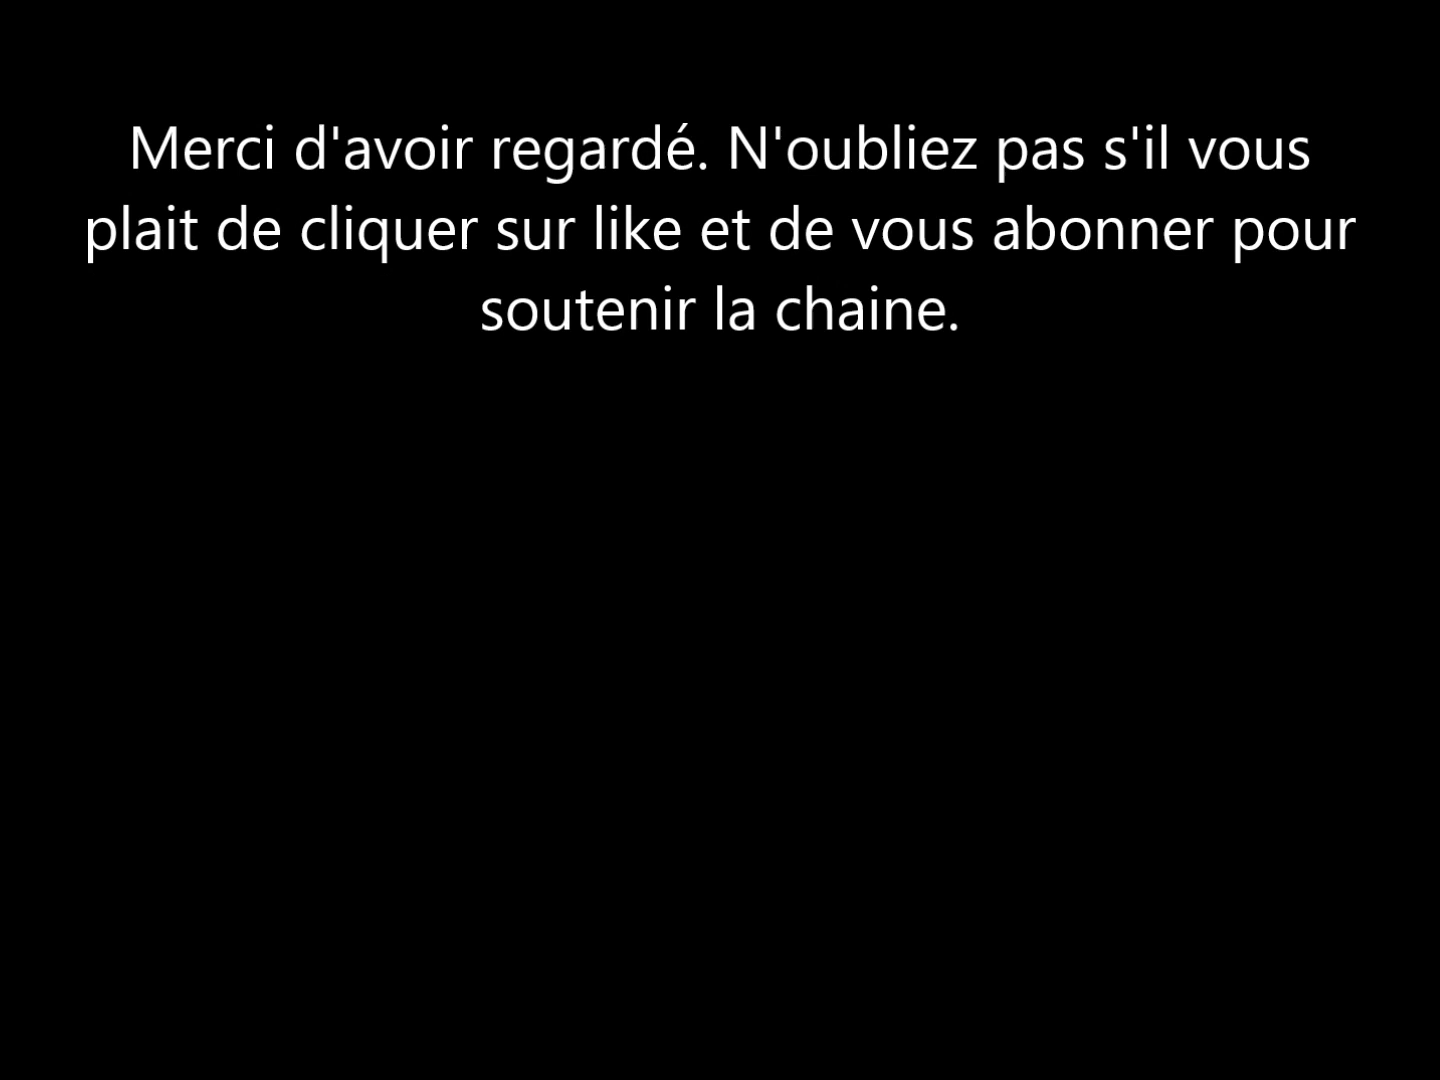 Merci d'avoir regardé. N'oubliez pas s'il vous
plait de cliquer sur like et de vous abonner pour
soutenir la chaine.